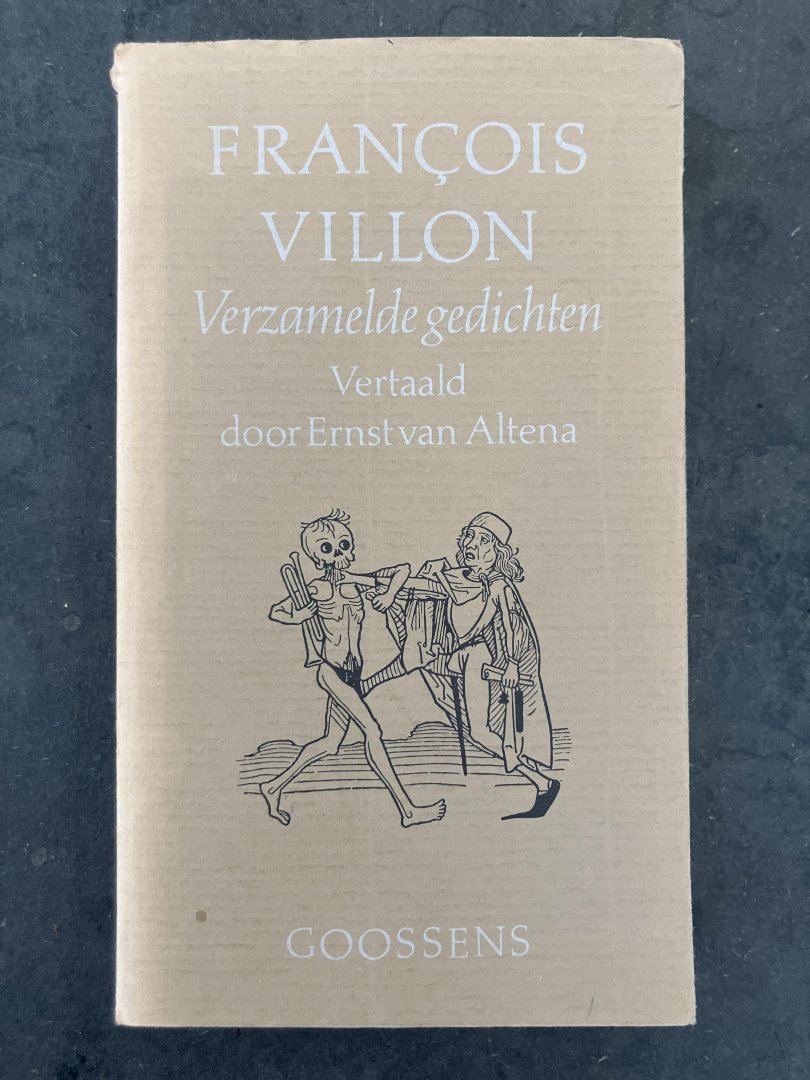 FRANÇOIS
VILLON
Verzamelde gedichten
Vertaald
door Ernst van Altena
GOOSSENS